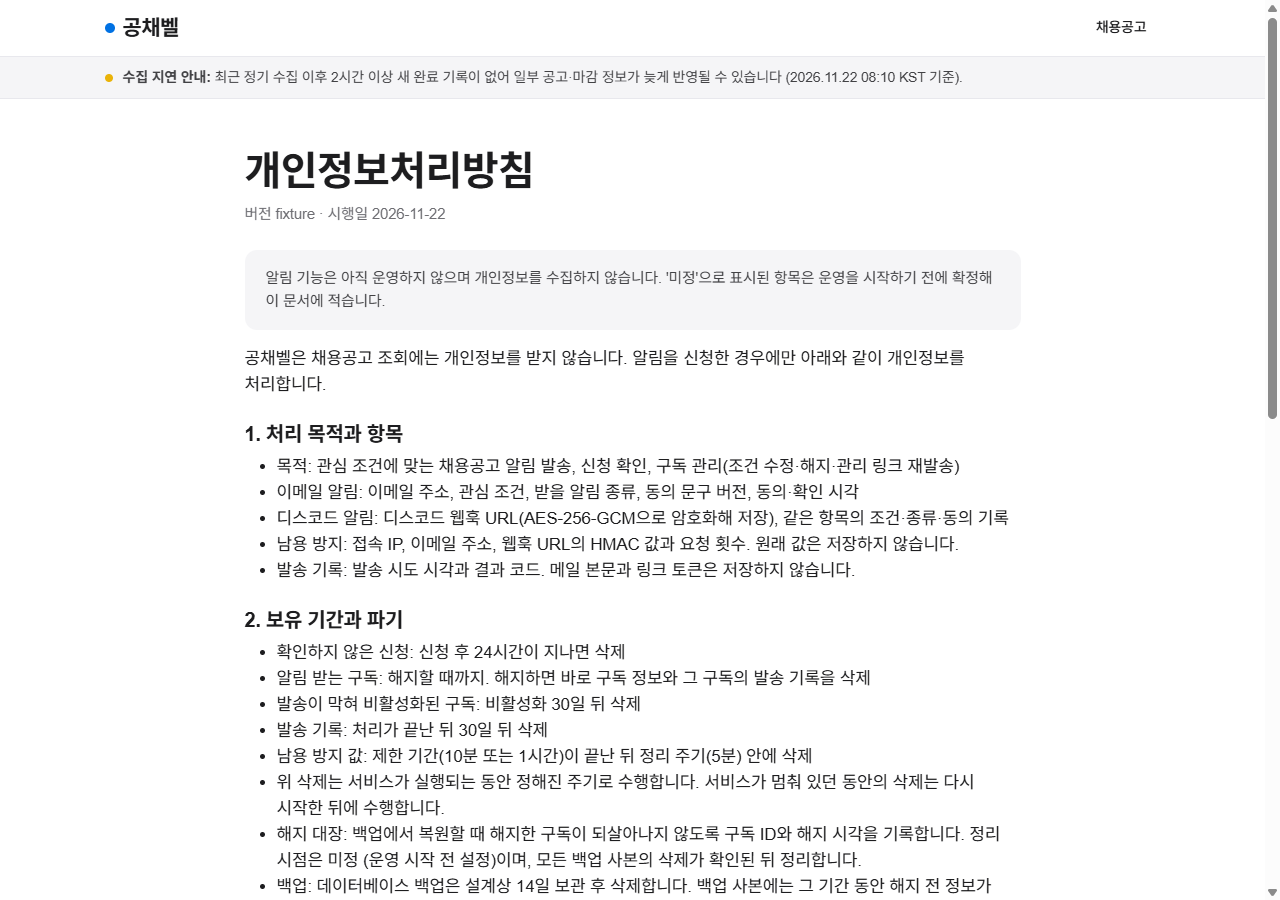 공채벨
채용공고
수집 지연 안내: 최근 정기 수집 이후 2시간 이상 새 완료 기록이 없어 일부 공고·마감 정보가 늦게 반영될 수 있습니다 (2026.11.22 08:10 KST 기준).
개인정보처리방침
버전 fixture · 시행일 2026-11-22
알림 기능은 아직 운영하지 않으며 개인정보를 수집하지 않습니다. '미정'으로 표시된 항목은 운영을 시작하기 전에 확정해
이 문서에 적습니다.
공채벨은 채용공고 조회에는 개인정보를 받지 않습니다. 알림을 신청한 경우에만 아래와 같이 개인정보를
처리합니다.
1. 처리 목적과 항목
• 목적: 관심 조건에 맞는 채용공고 알림 발송, 신청 확인, 구독 관리(조건 수정·해지·관리 링크 재발송)
• 이메일 알림: 이메일 주소, 관심 조건, 받을 알림 종류, 동의 문구 버전, 동의·확인 시각
• 디스코드 알림: 디스코드 웹훅 URL(AES-256-GCM으로 암호화해 저장), 같은 항목의 조건·종류·동의 기록
• 남용 방지: 접속 IP, 이메일 주소, 웹훅 URL의 HMAC 값과 요청 횟수. 원래 값은 저장하지 않습니다.
• 발송 기록: 발송 시도 시각과 결과 코드. 메일 본문과 링크 토큰은 저장하지 않습니다.
2. 보유 기간과 파기
• 확인하지 않은 신청: 신청 후 24시간이 지나면 삭제
• 알림 받는 구독: 해지할 때까지. 해지하면 바로 구독 정보와 그 구독의 발송 기록을 삭제
• 발송이 막혀 비활성화된 구독: 비활성화 30일 뒤 삭제
• 발송 기록: 처리가 끝난 뒤 30일 뒤 삭제
• 남용 방지 값: 제한 기간(10분 또는 1시간)이 끝난 뒤 정리 주기(5분) 안에 삭제
• 위 삭제는 서비스가 실행되는 동안 정해진 주기로 수행합니다. 서비스가 멈춰 있던 동안의 삭제는 다시
시작한 뒤에 수행합니다.
• 해지 대장: 백업에서 복원할 때 해지한 구독이 되살아나지 않도록 구독 ID와 해지 시각을 기록합니다. 정리
시점은 미정 (운영 시작 전 설정)이며, 모든 백업 사본의 삭제가 확인된 뒤 정리합니다.
• 백업: 데이터베이스 백업은 설계상 14일 보관 후 삭제합니다. 백업 사본에는 그 기간 동안 해지 전 정보가